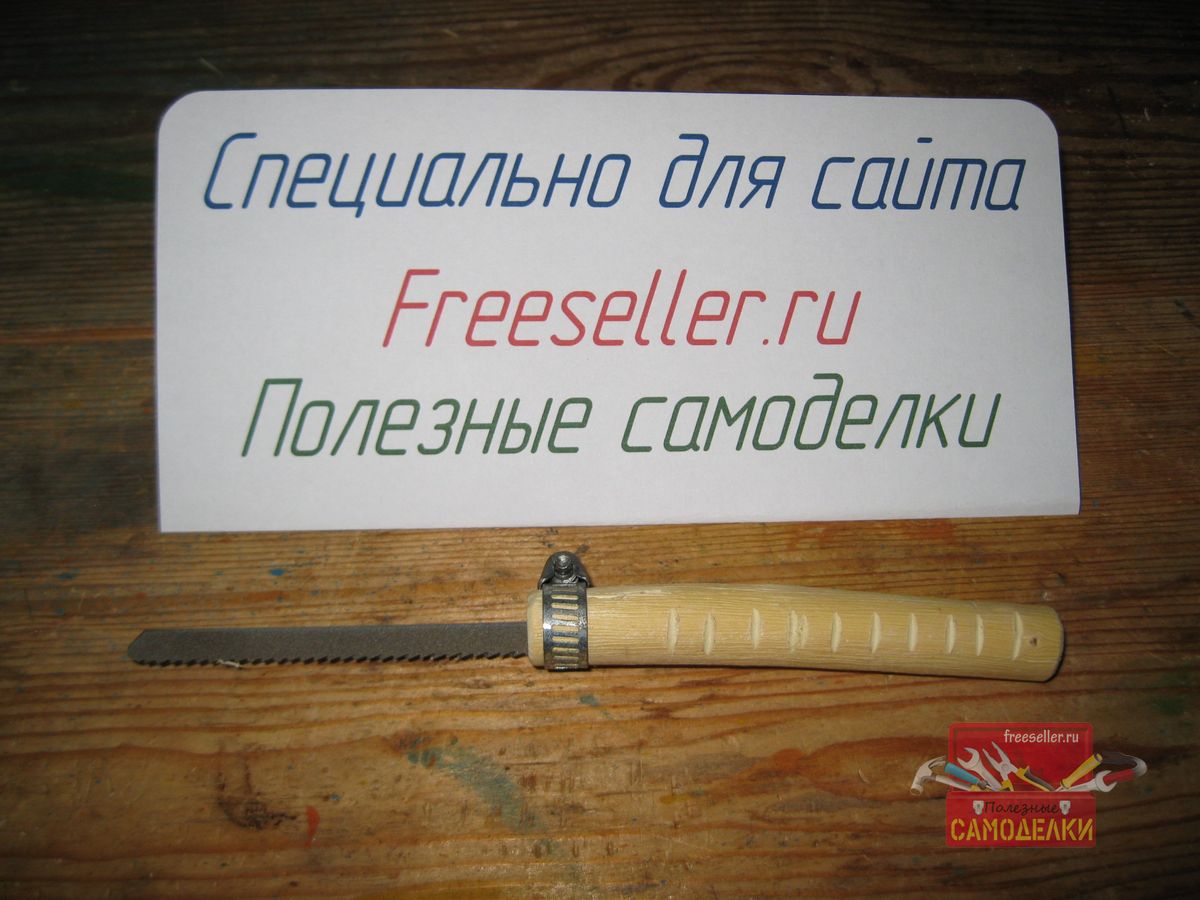 Специально для сайта
Freeseller.ru
Полезные самоделки
freeseller.ru
Полезные
САМОДЕЛКИ